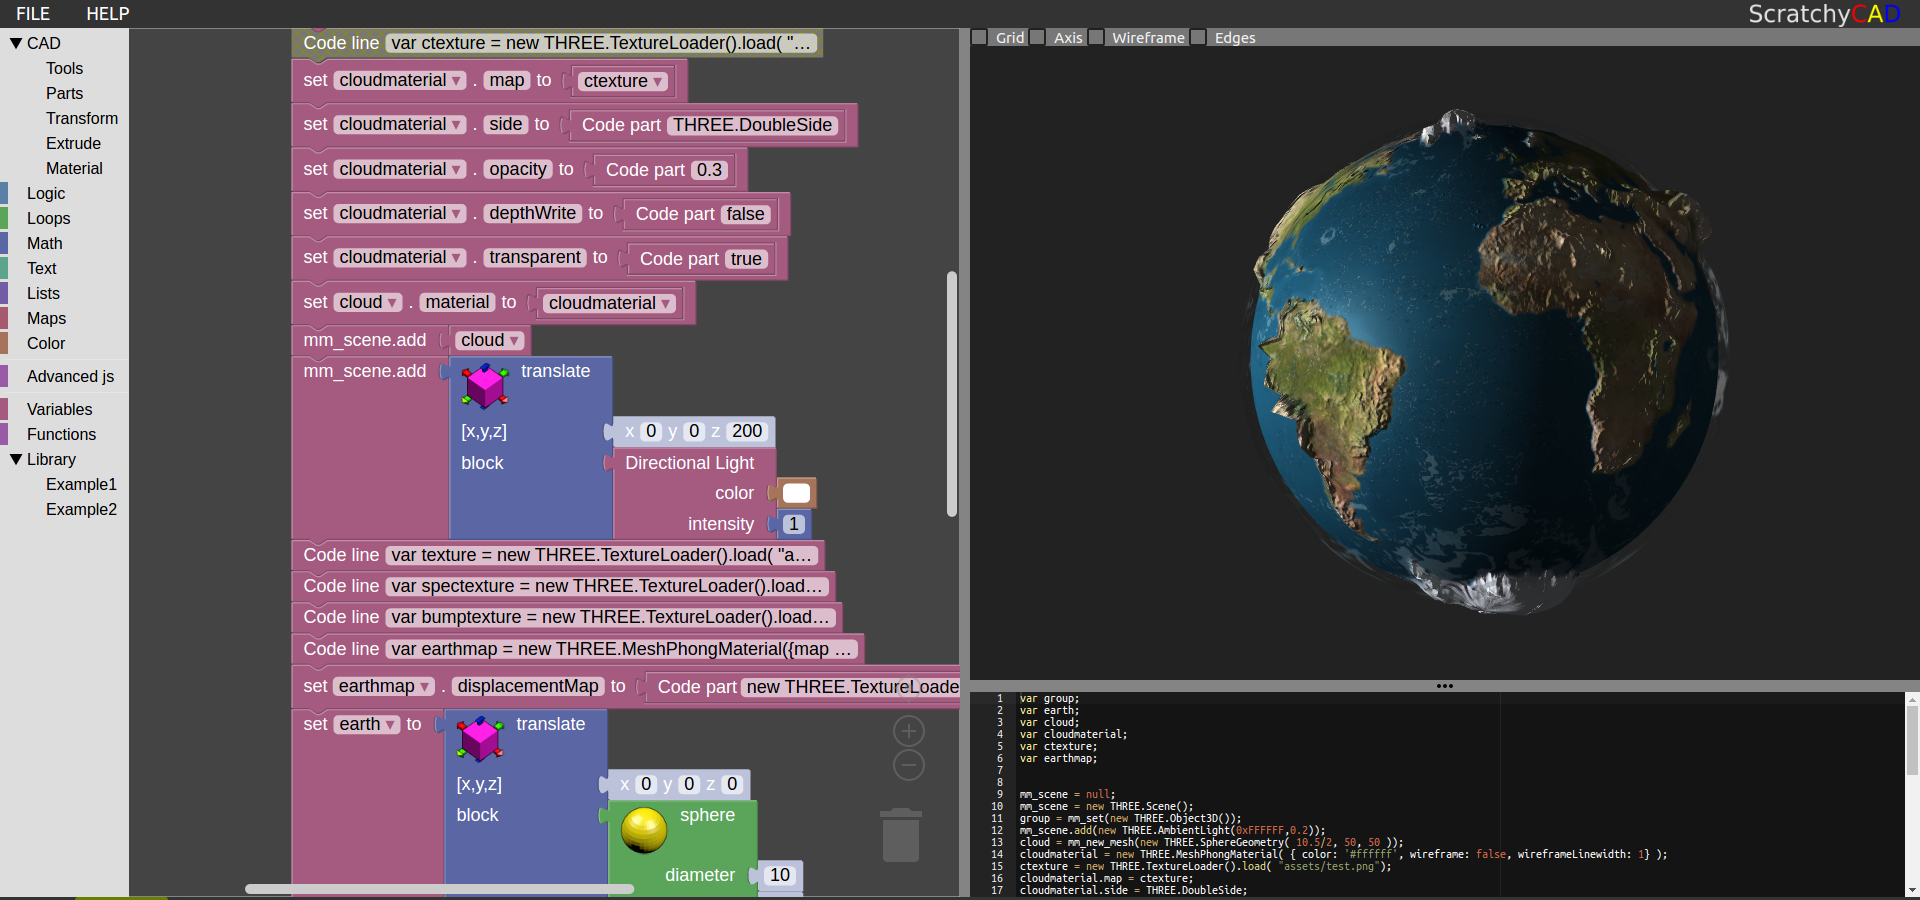 FILE HELP
ScratchyCAD
CAD
Tools
Parts
Transform
Extrude
Material
Logic
Loops
Math
Text
Lists
Maps
Color
Advanced js
Variables
Functions
Library
Example1
Example2
Code line var ctexture = new THREE.TextureLoader().load( "...
set cloudmaterial . map to ctexture
set cloudmaterial . side to Code part THREE.DoubleSide
set cloudmaterial . opacity to Code part 0.3
set cloudmaterial . depthWrite to Code part false
set cloudmaterial . transparent to Code part true
set cloud . material to cloudmaterial
mm_scene.add cloud
mm_scene.add translate
[x,y,z] x 0 y 0 z 200
block Directional Light
color
intensity 1
Code line var texture = new THREE.TextureLoader().load( "a...
Code line var spectexture = new THREE.TextureLoader().load...
Code line var bumptexture = new THREE.TextureLoader().load...
Code line var earthmap = new THREE.MeshPhongMaterial({map ...
set earthmap . displacementMap to Code part new THREE.TextureLoade
set earth to translate
[x,y,z] x 0 y 0 z 0
block sphere
diameter 10
Grid Axis Wireframe Edges
1 var group;
2 var earth;
3 var cloud;
4 var cloudmaterial;
5 var ctexture;
6 var earthmap;
7
8
9 mm_scene = null;
10 mm_scene = new THREE.Scene();
11 group = mm_set(new THREE.Object3D());
12 mm_scene.add(new THREE.AmbientLight(0xFFFFFF,0.2));
13 cloud = mm_new_mesh(new THREE.SphereGeometry( 10.5/2, 50, 50 ));
14 cloudmaterial = new THREE.MeshPhongMaterial( { color: '#ffffff', wireframe: false, wireframeLinewidth: 1} );
15 ctexture = new THREE.TextureLoader().load( "assets/test.png");
16 cloudmaterial.map = ctexture;
17 cloudmaterial.side = THREE.DoubleSide;